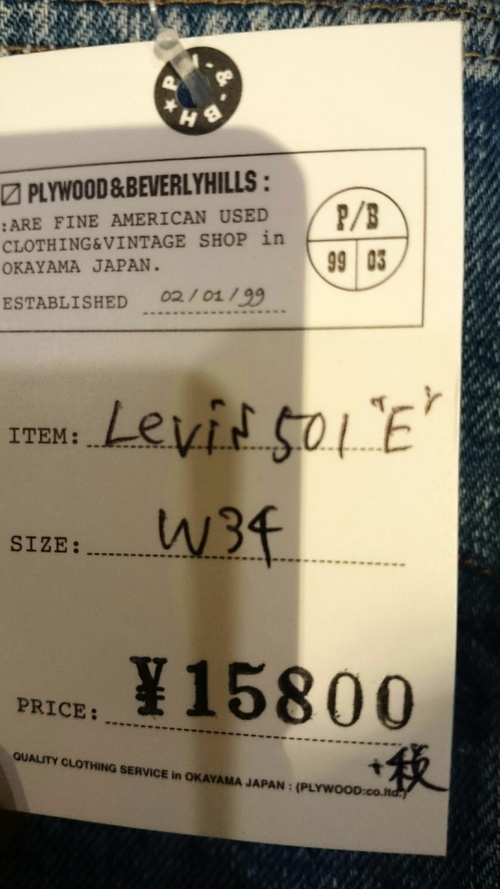 P/-&-BH★
PLYWOOD&BEVERLYHILLS:
:ARE FINE AMERICAN USED
CLOTHING&VINTAGE SHOP in
OKAYAMA JAPAN.
ESTABLISHED 02/01/99
P/B
99 03
ITEM: Levi's 501 "E"
SIZE: W34
PRICE: ¥15800
+税
QUALITY CLOTHING SERVICE in OKAYAMA JAPAN : (PLYWOOD:co.ltd.)